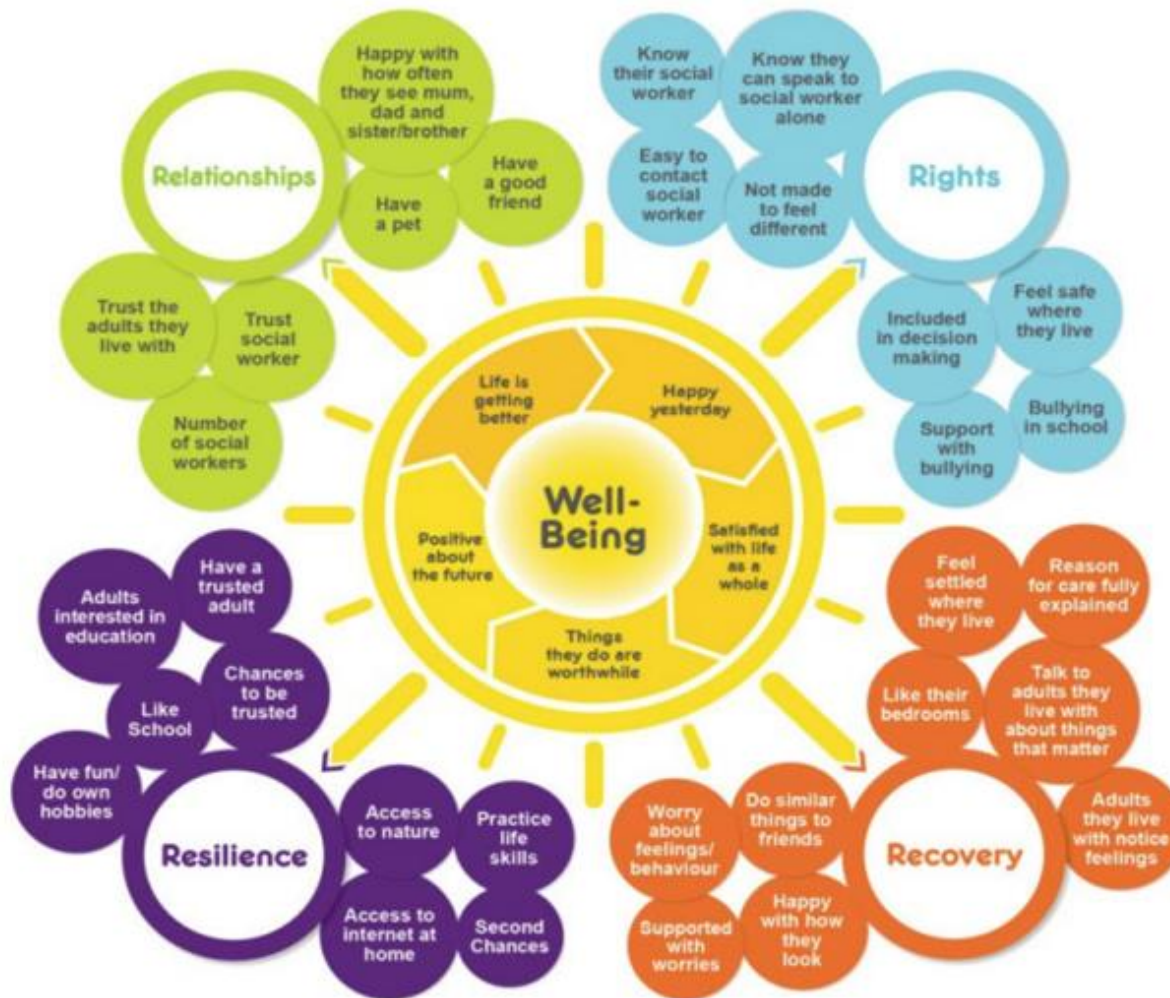 Relationships
Happy with
how often
they see mum,
dad and
sister/brother
Have
a good
friend
Have
a pet
Trust the
adults they
live with
Trust
social
worker
Number
of social
workers
Rights
Know
their social
worker
Know they
can speak to
social worker
alone
Easy to
contact
social
worker
Not made
to feel
different
Included
in decision
making
Feel safe
where
they live
Support
with
bullying
Bullying
in school
Well-
Being
Life is
getting
better
Happy
yesterday
Satisfied
with life
as a
whole
Things
they do are
worthwhile
Positive
about
the future
Resilience
Adults
interested in
education
Have a
trusted
adult
Chances
to be
trusted
Like
School
Have fun/
do own
hobbies
Access
to nature
Practice
life
skills
Access to
internet at
home
Second
Chances
Recovery
Feel
settled
where
they live
Reason
for care fully
explained
Like their
bedrooms
Talk to
adults they
live with
about things
that matter
Adults
they live
with notice
feelings
Worry
about
feelings/
behaviour
Do similar
things to
friends
Supported
with
worries
Happy
with how
they
look